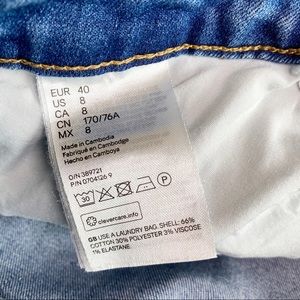 EUR 40
US 8
CA 8
CN 170/76A
MX 8
Made in Cambodia
Fabriqué en Cambodge
Hecho en Camboya
O/N 389721
P/N 0704126 9
30
clevercare.info
GB USE A LAUNDRY BAG. SHELL: 66%
COTTON 30% POLYESTER 3% VISCOSE
1% ELASTANE